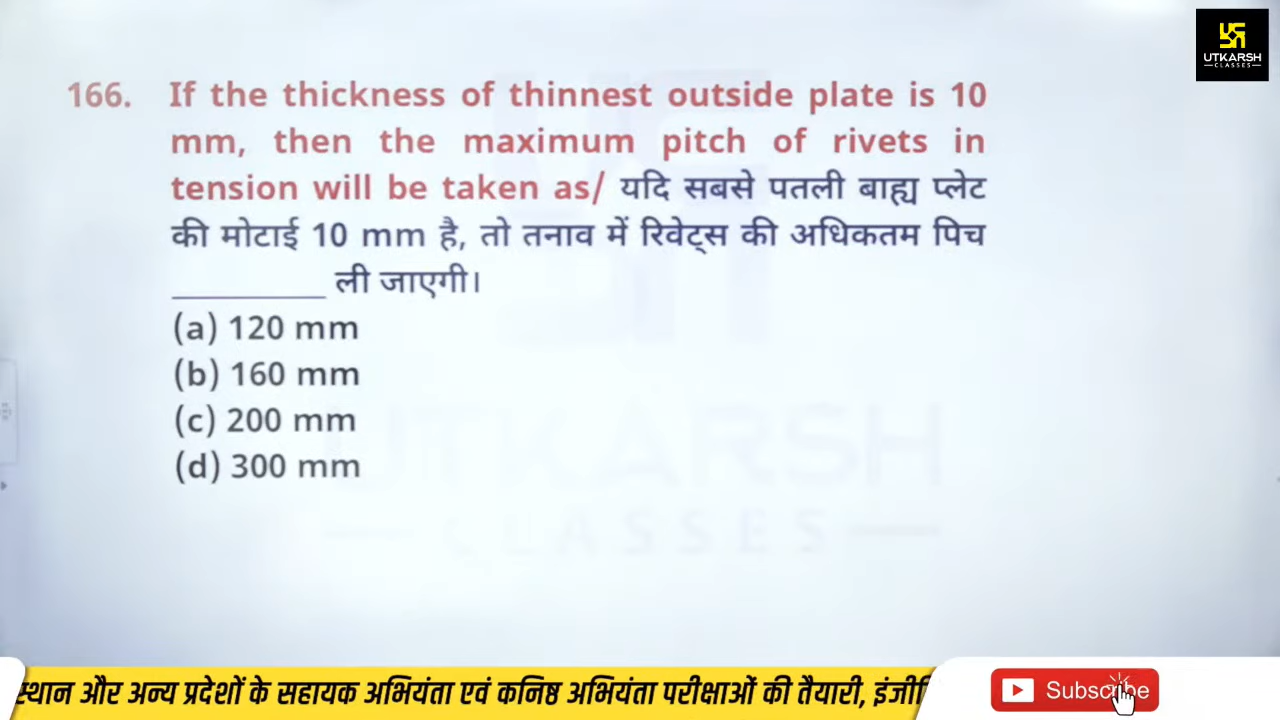 UTKARSH
CLASSES
166. If the thickness of thinnest outside plate is 10
mm, then the maximum pitch of rivets in
tension will be taken as/ यदि सबसे पतली बाह्य प्लेट
की मोटाई 10 mm है, तो तनाव में रिवेट्स की अधिकतम पिच
__________ ली जाएगी।
(a) 120 mm
(b) 160 mm
(c) 200 mm
(d) 300 mm
UTKARSH
CLASSES
स्थान और अन्य प्रदेशों के सहायक अभियंता एवं कनिष्ठ अभियंता परीक्षाओं की तैयारी,
Subscribe